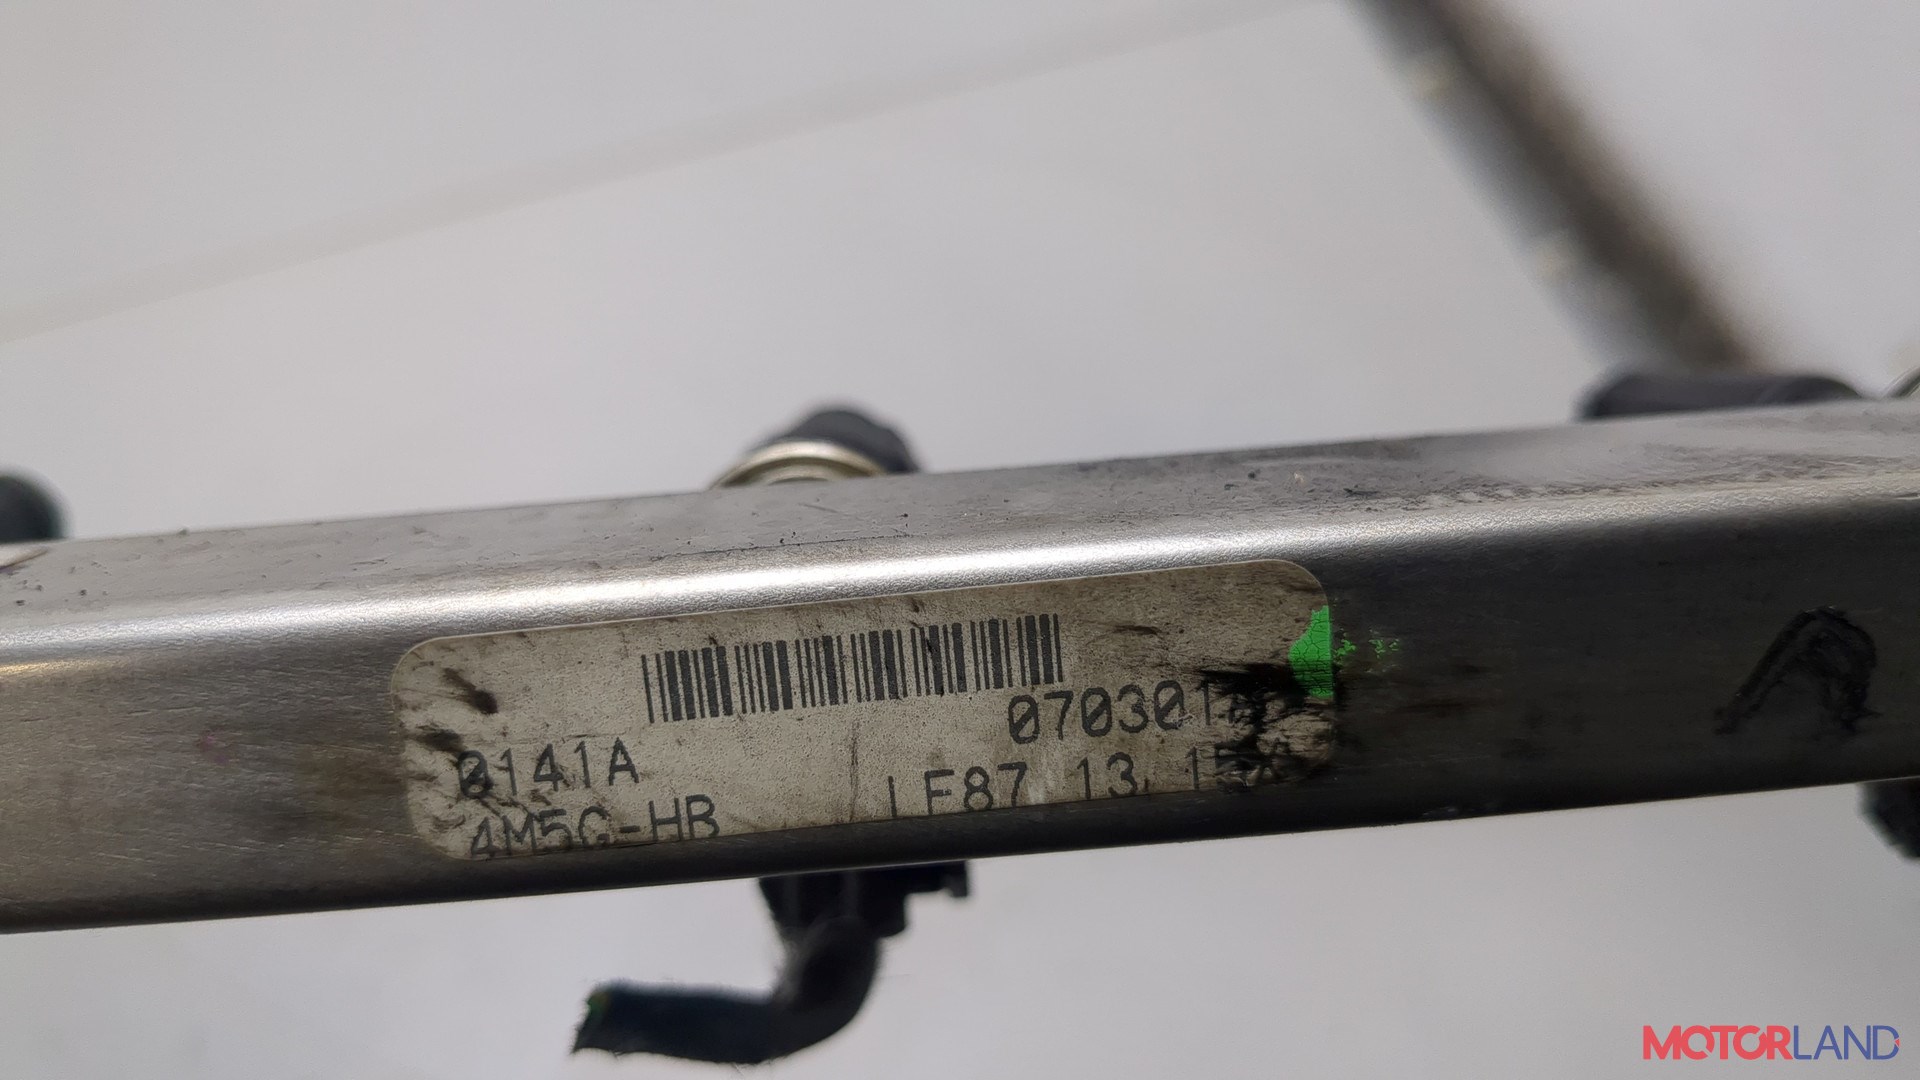 070301
0141A
4M5G-HB LF87 13 15
MOTORLAND